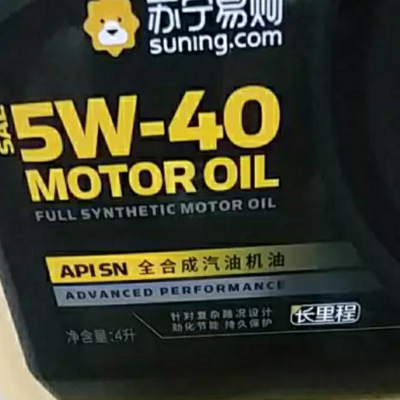 苏宁易购
suning.com
SAE 5W-40
MOTOR OIL
FULL SYNTHETIC MOTOR OIL
API SN 全合成汽油机油
ADVANCED PERFORMANCE
针对复杂路况设计
助化节能 持久保护
长里程
净含量:4升